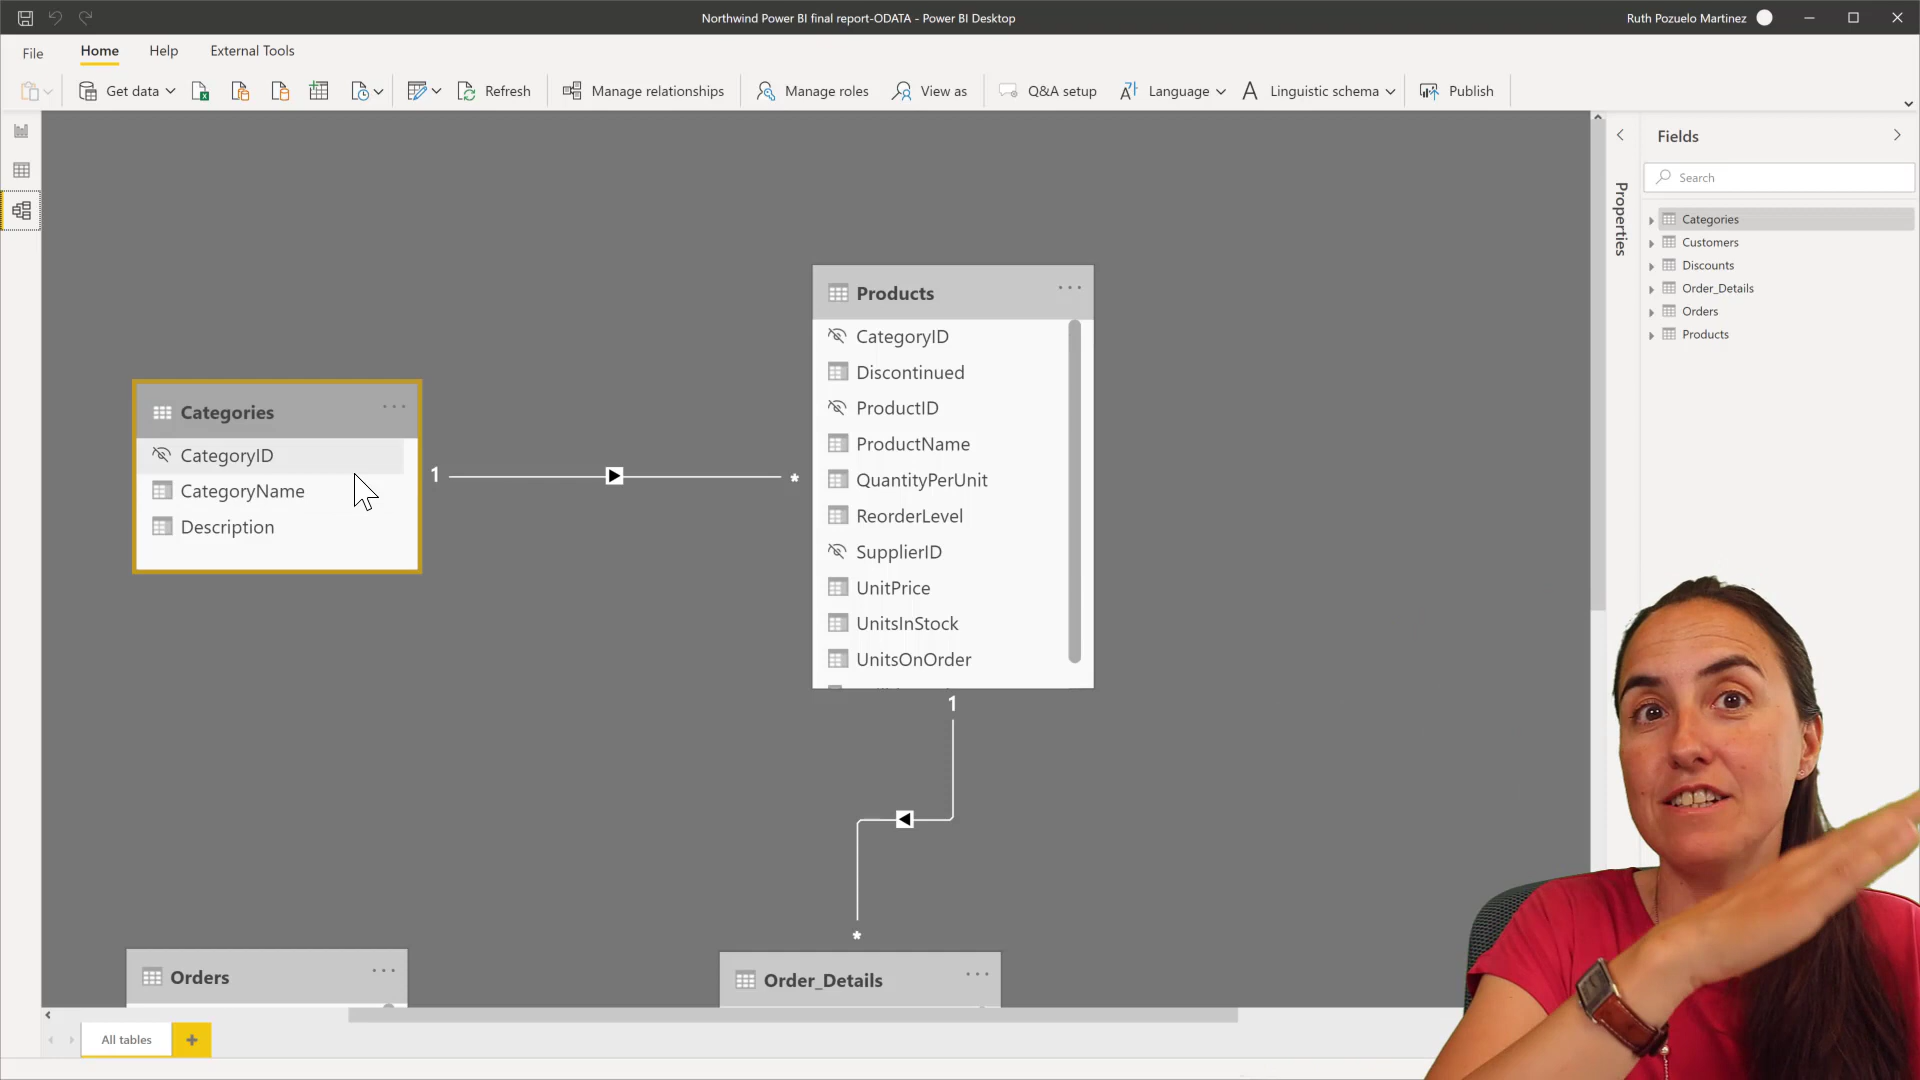 Northwind Power BI final report-ODATA - Power BI Desktop
Ruth Pozuelo Martinez
File
Home
Help
External Tools
Get data
Refresh
Manage relationships
Manage roles
View as
Q&A setup
Language
Linguistic schema
Publish
Fields
Search
Properties
Categories
Customers
Discounts
Order_Details
Orders
Products
Products
CategoryID
Discontinued
ProductID
ProductName
QuantityPerUnit
ReorderLevel
SupplierID
UnitPrice
UnitsInStock
UnitsOnOrder
Categories
CategoryID
CategoryName
Description
1
*
1
*
Orders
Order_Details
All tables